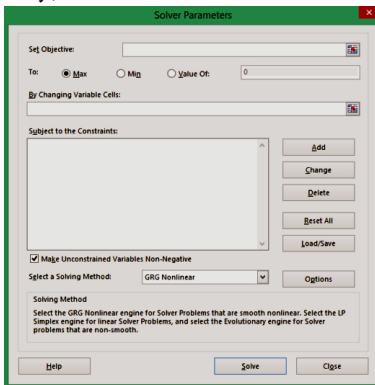 Solver Parameters
Set Objective:
To: Max Min Value Of: 0
By Changing Variable Cells:
Subject to the Constraints:
Add
Change
Delete
Reset All
Load/Save
Make Unconstrained Variables Non-Negative
Select a Solving Method: GRG Nonlinear Options
Solving Method
Select the GRG Nonlinear engine for Solver Problems that are smooth nonlinear. Select the LP
Simplex engine for linear Solver Problems, and select the Evolutionary engine for Solver
problems that are non-smooth.
Help Solve Close